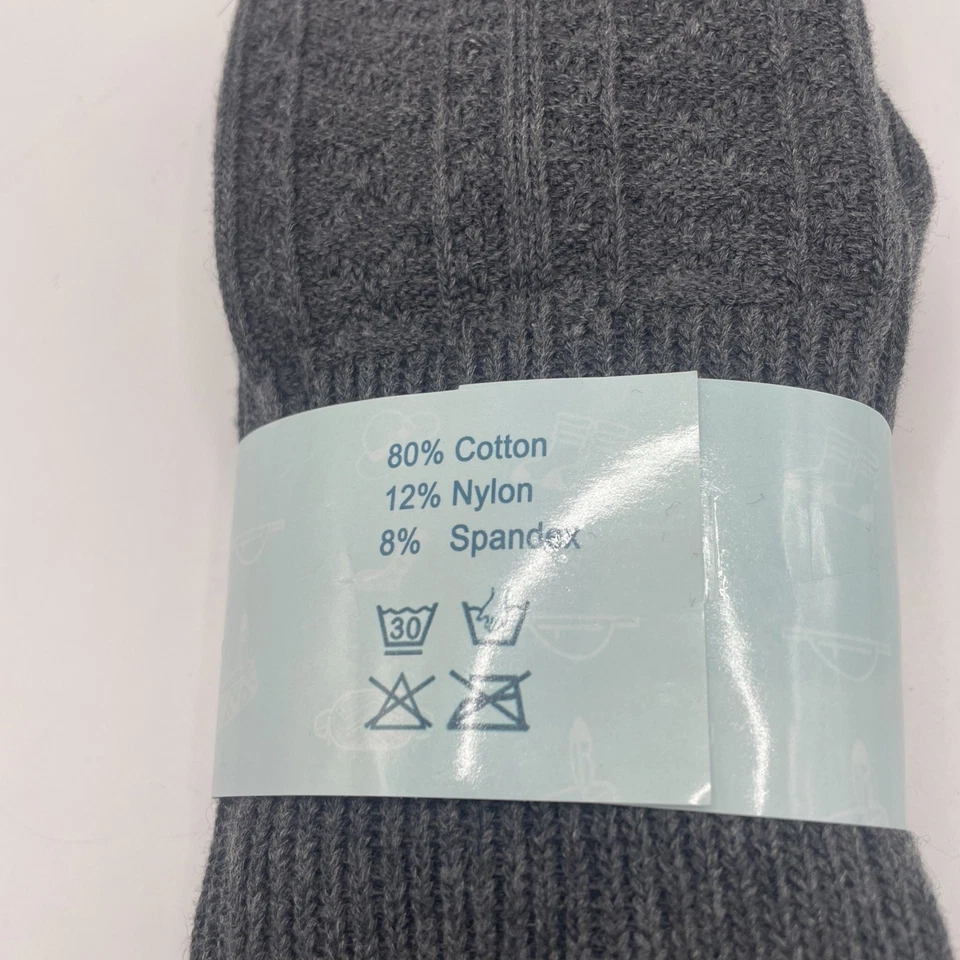 80% Cotton
12% Nylon
8% Spandex
30